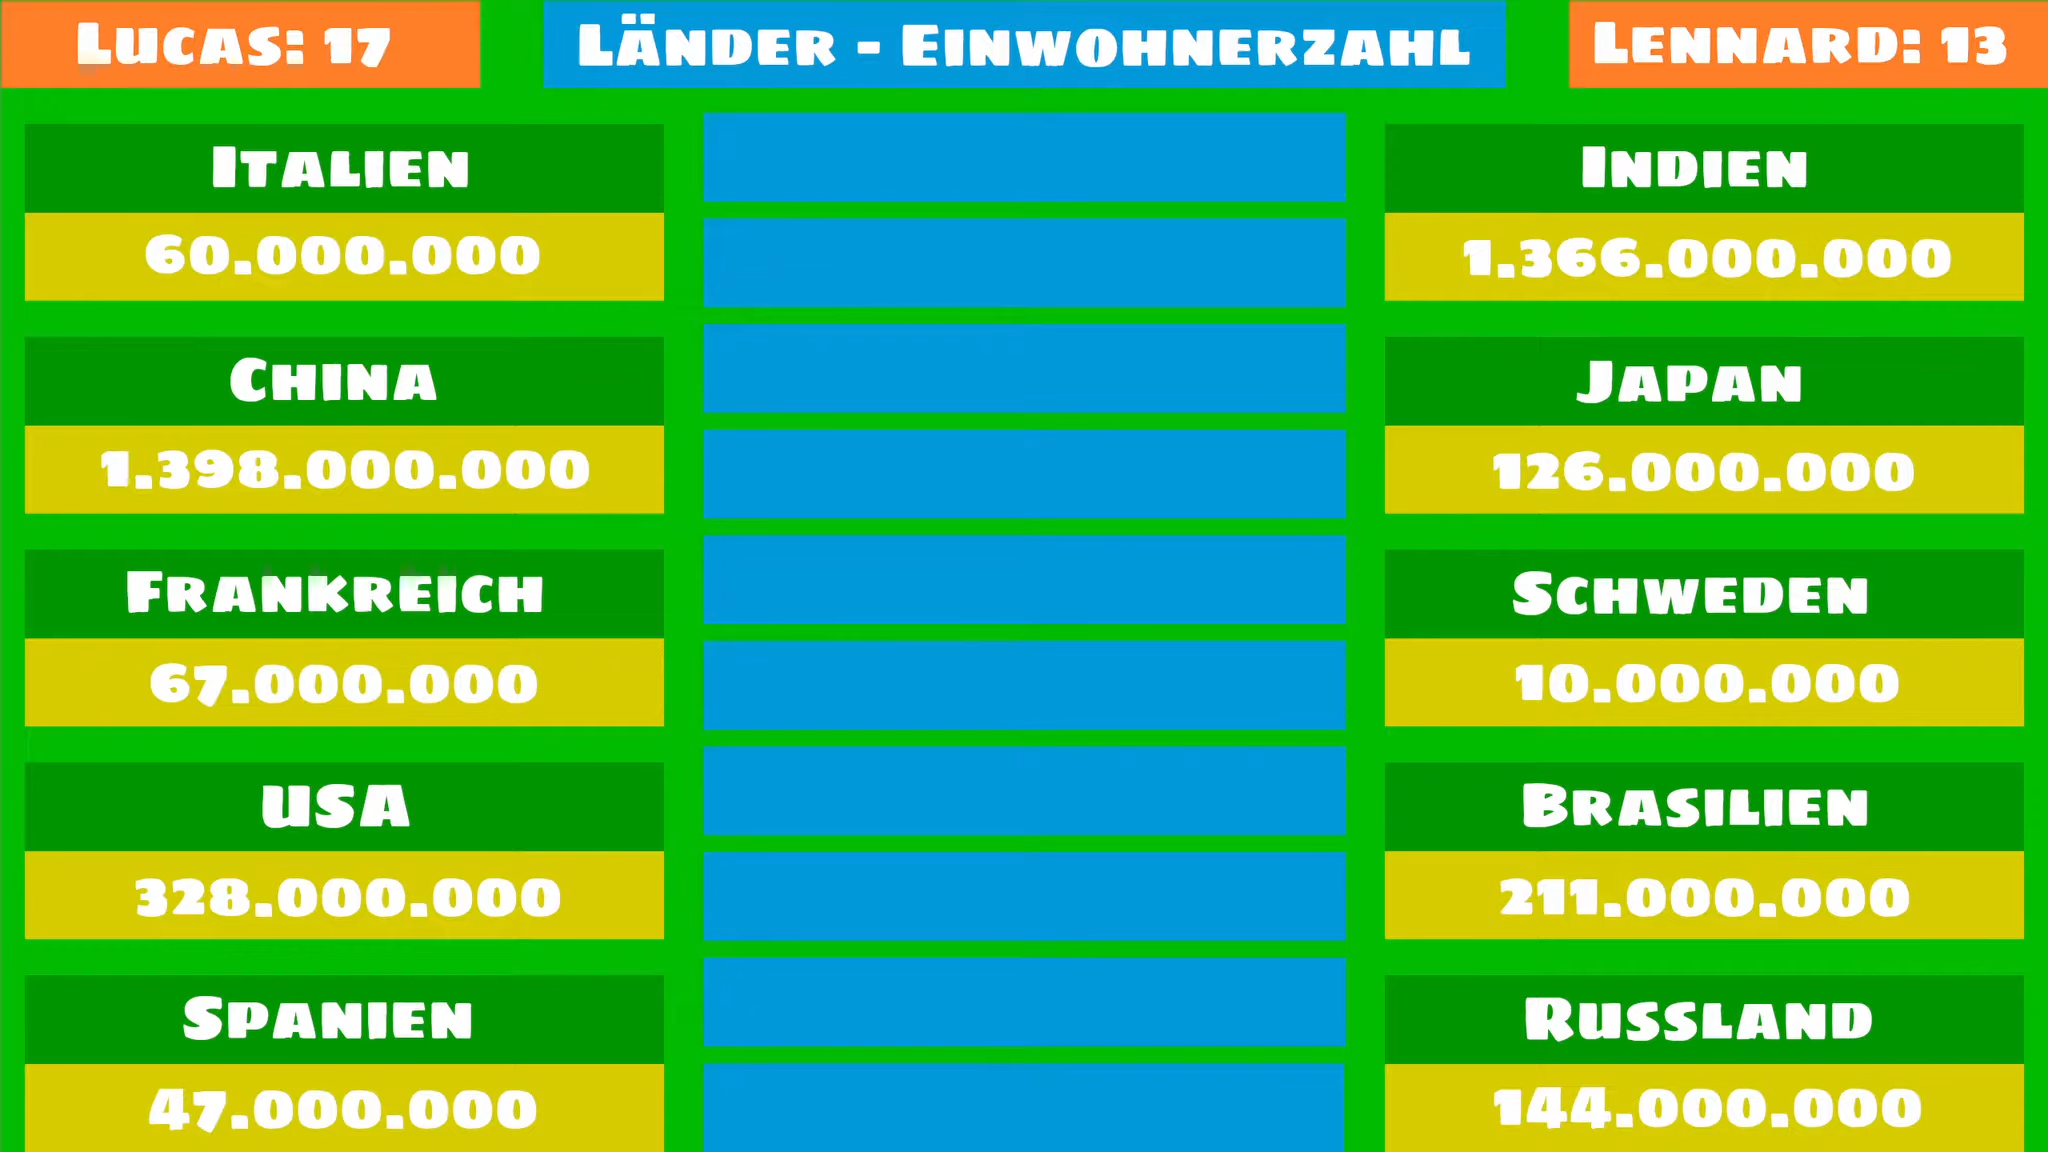 Lucas: 17
Länder - Einwohnerzahl
Lennard: 13
Italien
60.000.000
China
1.398.000.000
Frankreich
67.000.000
USA
328.000.000
Spanien
47.000.000
Indien
1.366.000.000
Japan
126.000.000
Schweden
10.000.000
Brasilien
211.000.000
Russland
144.000.000